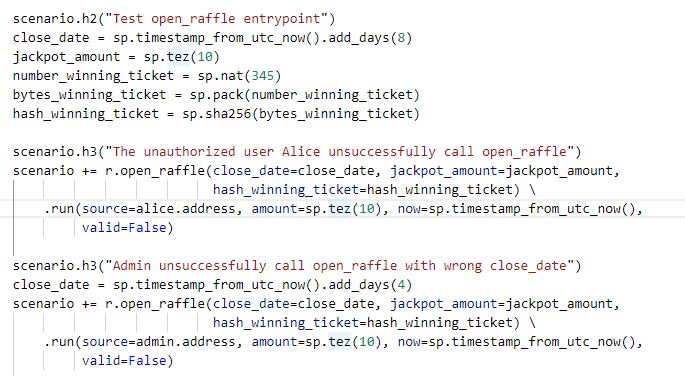 scenario.h2("Test open_raffle entrypoint")
close_date = sp.timestamp_from_utc_now().add_days(8)
jackpot_amount = sp.tez(10)
number_winning_ticket = sp.nat(345)
bytes_winning_ticket = sp.pack(number_winning_ticket)
hash_winning_ticket = sp.sha256(bytes_winning_ticket)
scenario.h3("The unauthorized user Alice unsuccessfully call open_raffle")
scenario += r.open_raffle(close_date=close_date, jackpot_amount=jackpot_amount,
hash_winning_ticket=hash_winning_ticket) \
.run(source=alice.address, amount=sp.tez(10), now=sp.timestamp_from_utc_now(),
valid=False)
scenario.h3("Admin unsuccessfully call open_raffle with wrong close_date")
close_date = sp.timestamp_from_utc_now().add_days(4)
scenario += r.open_raffle(close_date=close_date, jackpot_amount=jackpot_amount,
hash_winning_ticket=hash_winning_ticket) \
.run(source=admin.address, amount=sp.tez(10), now=sp.timestamp_from_utc_now(),
valid=False)